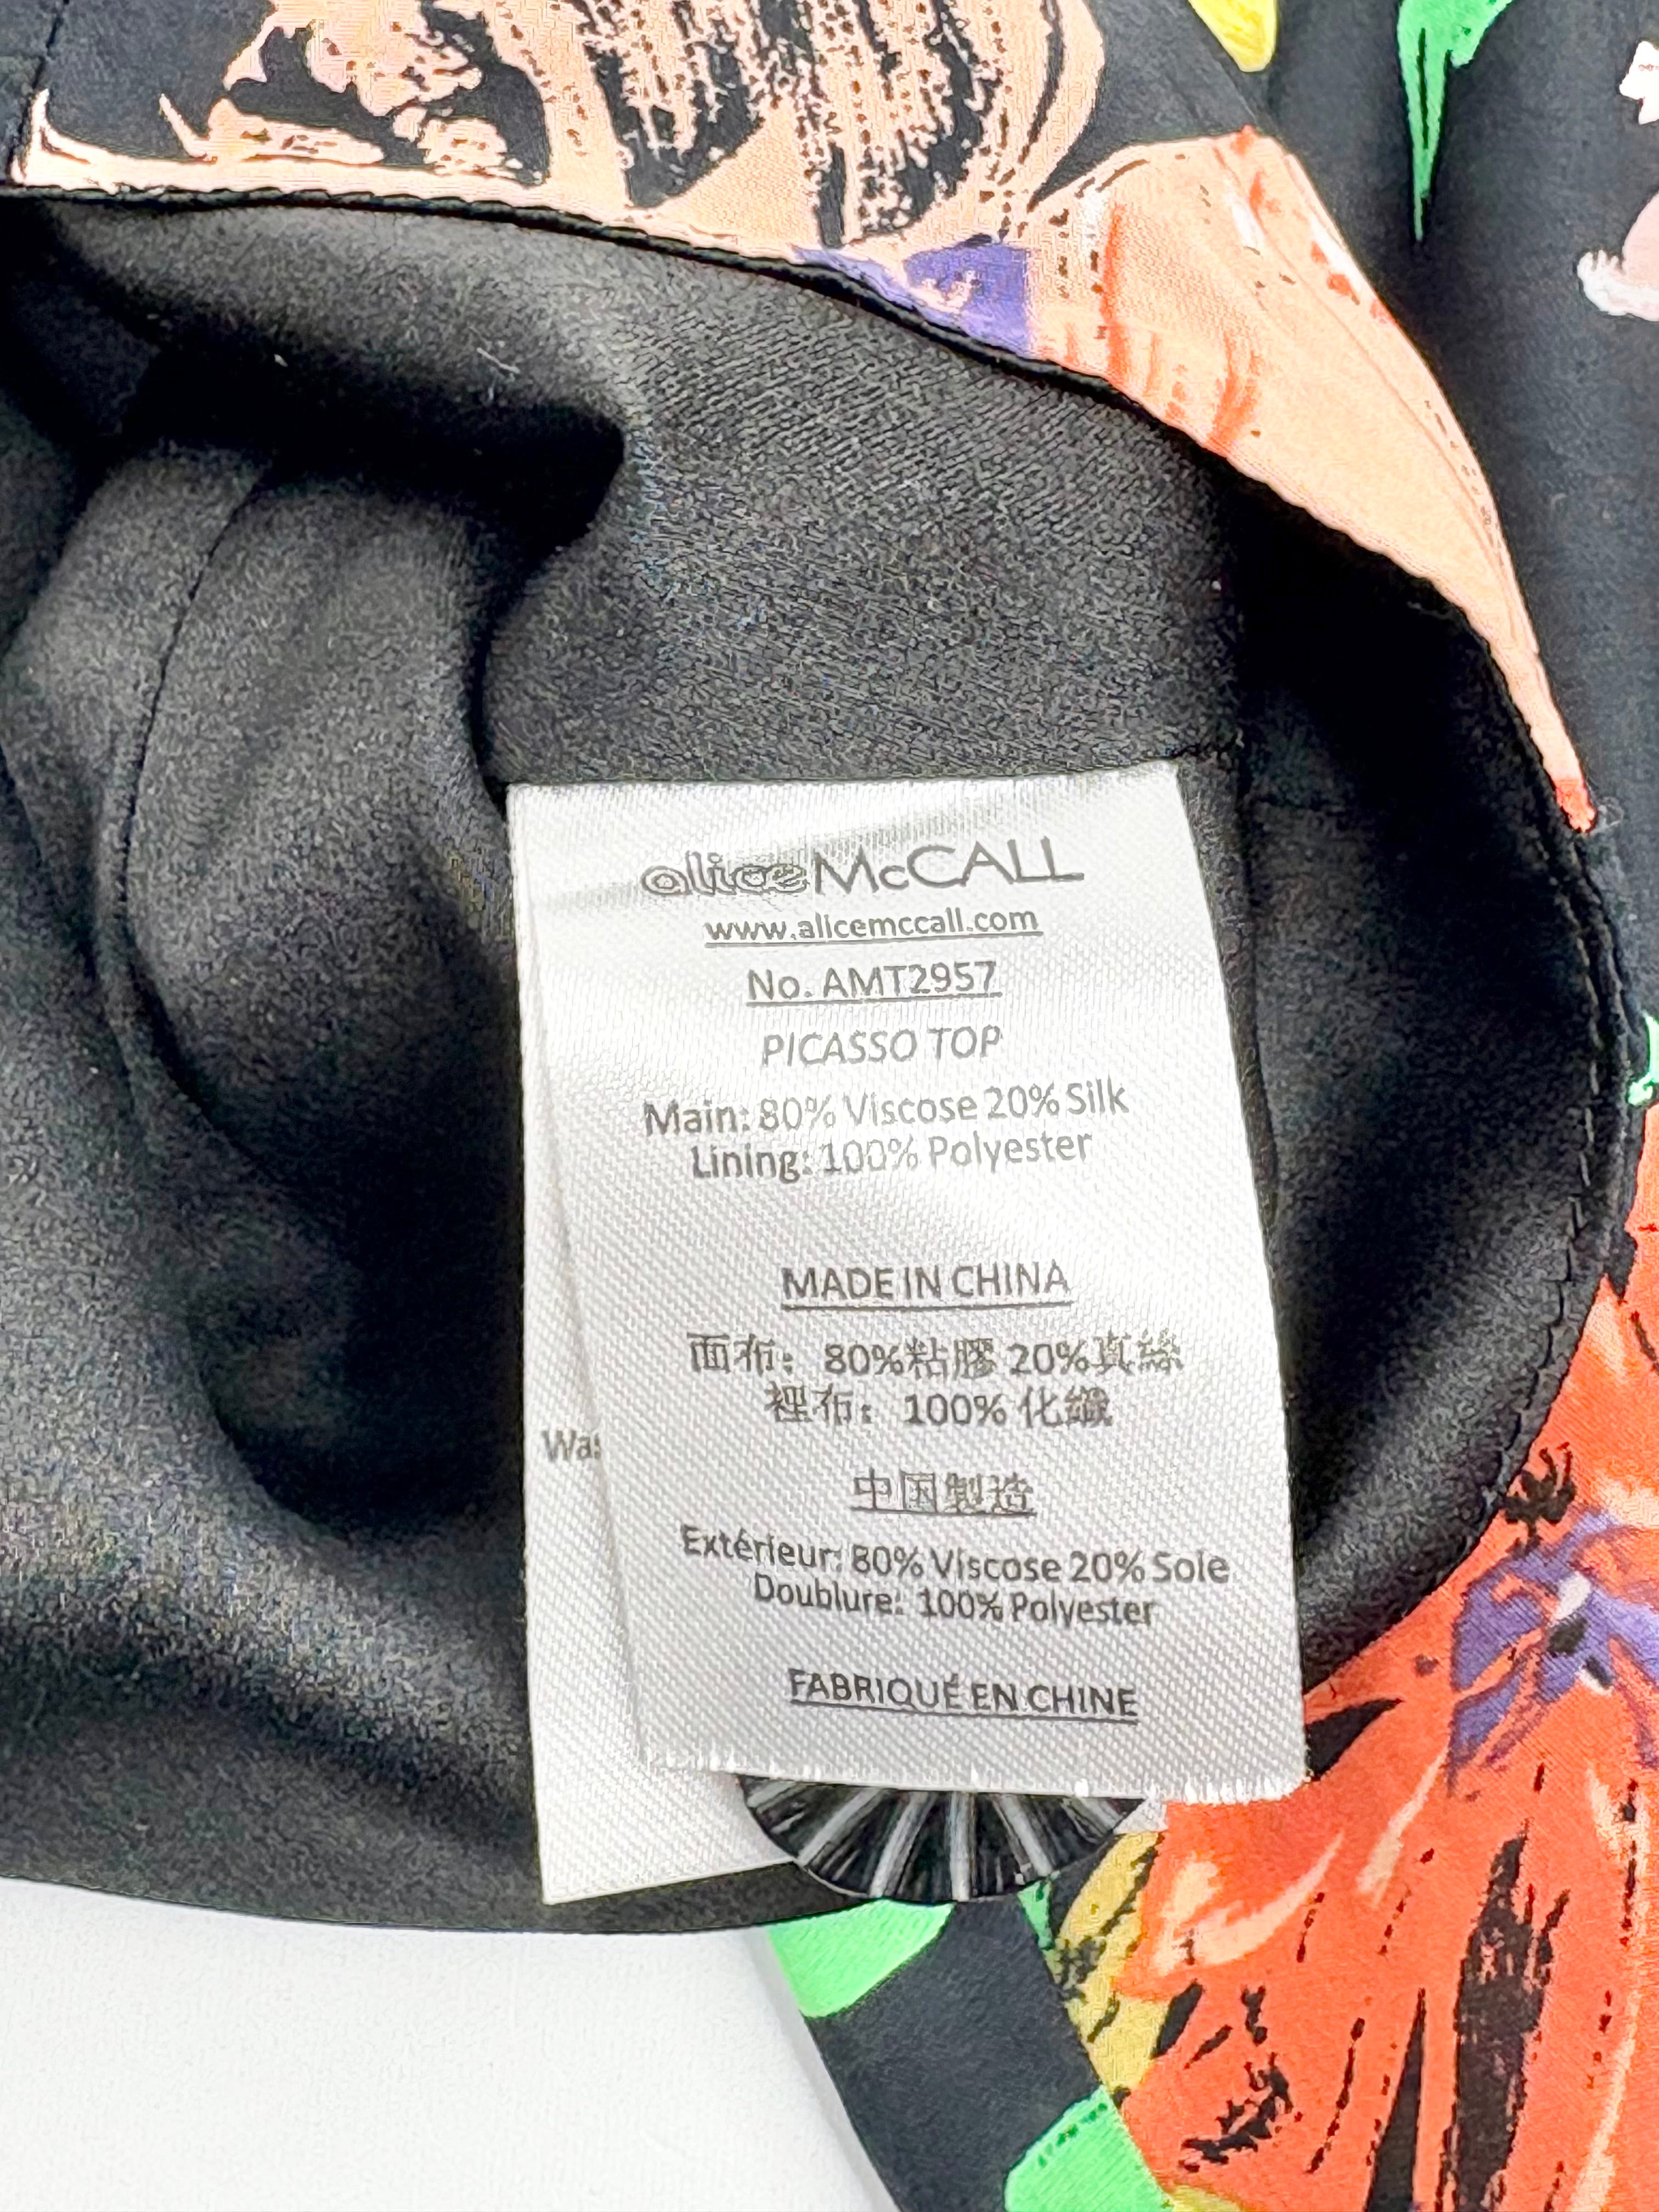 alice McCALL
www.alicemccall.com
No. AMT2957
PICASSO TOP
Main: 80% Viscose 20% Silk
Lining: 100% Polyester
MADE IN CHINA
面布: 80%粘膠 20%真絲
裡布: 100% 化纖
中国製造
Extérieur: 80% Viscose 20% Soie
Doublure: 100% Polyester
FABRIQUÉ EN CHINE